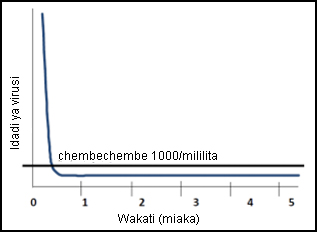 Idadi ya virusi
chembechembe 1000/mililita
0 1 2 3 4 5
Wakati (miaka)